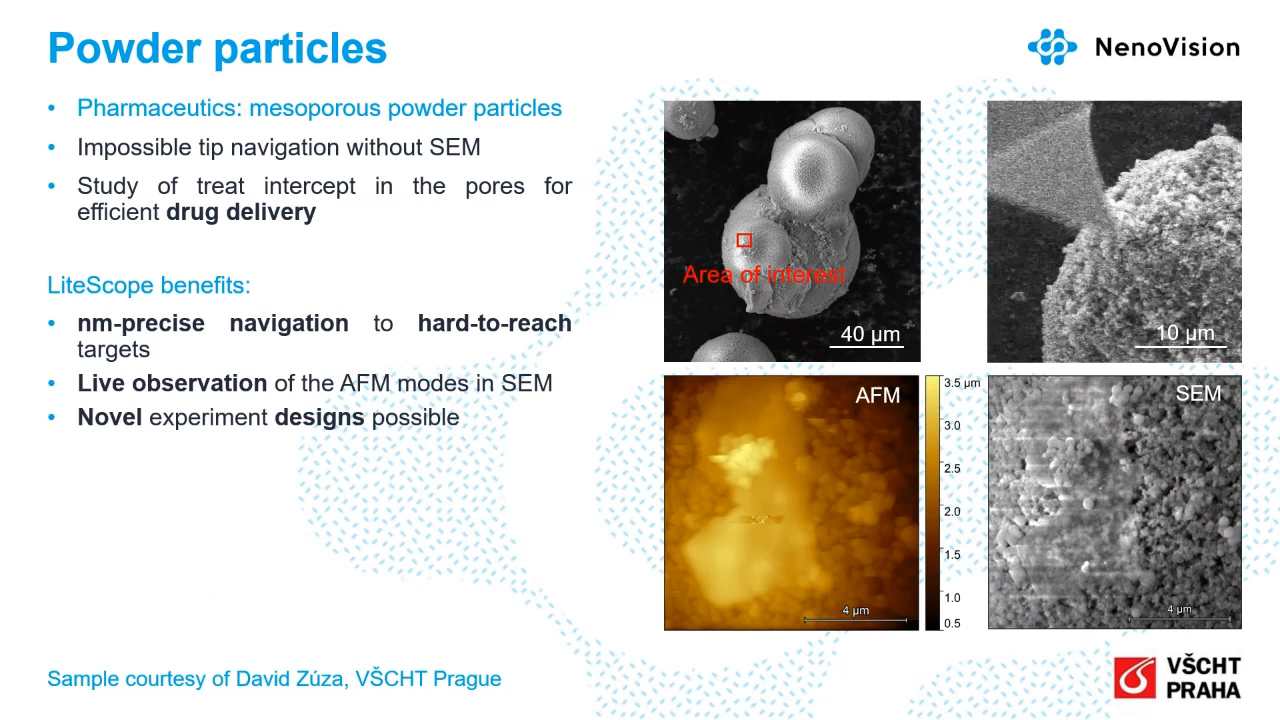 Powder particles
NenoVision
• Pharmaceutics: mesoporous powder particles
• Impossible tip navigation without SEM
• Study of treat intercept in the pores for
efficient drug delivery
LiteScope benefits:
• nm-precise navigation to hard-to-reach
targets
• Live observation of the AFM modes in SEM
• Novel experiment designs possible
Area of interest
40 µm
10 µm
AFM
4 µm
3.5 µm
3.0
2.5
2.0
1.5
1.0
0.5
SEM
4 µm
Sample courtesy of David Zúza, VŠCHT Prague
VŠCHT
PRAHA